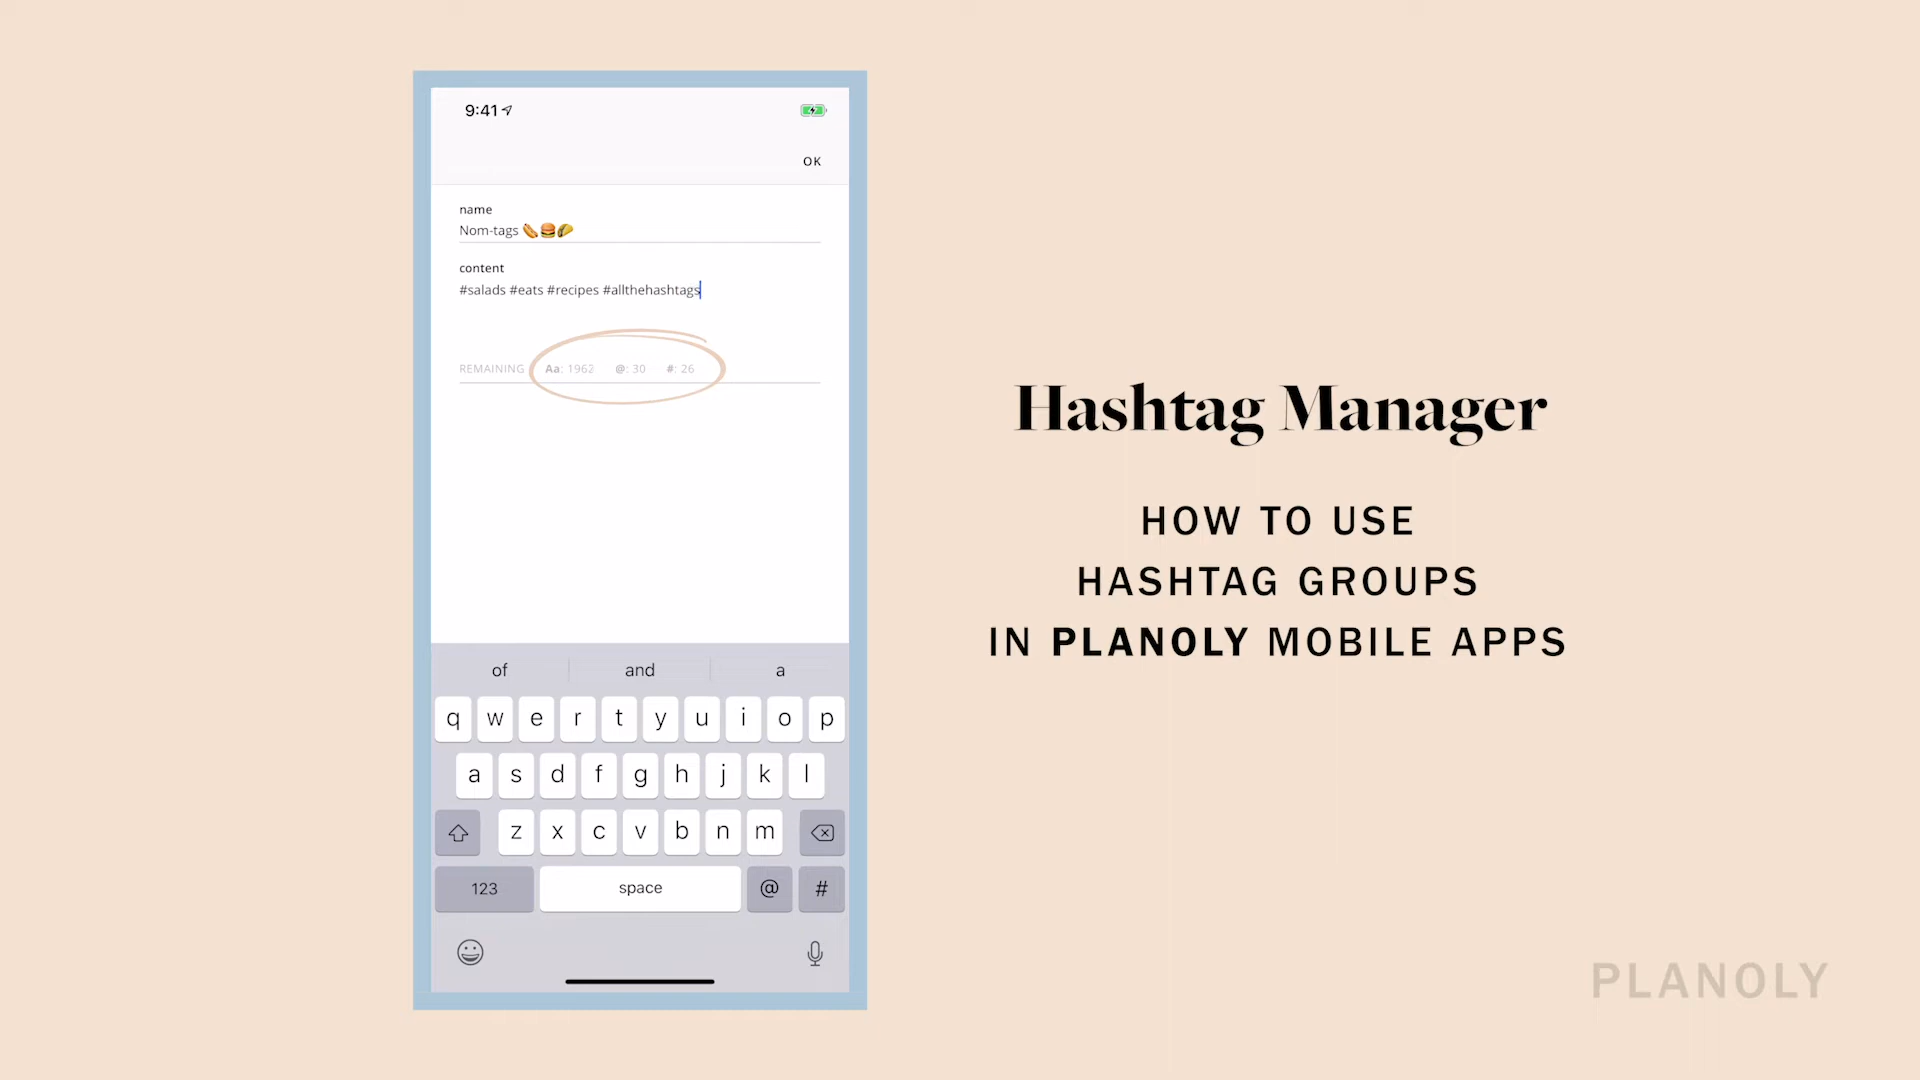 9:41
OK
name
Nom-tags 🌭🍔🌮
content
#salads #eats #recipes #allthehashtags
REMAINING Aa: 1962 @: 30 #: 26
of and a
q w e r t y u i o p
a s d f g h j k l
z x c v b n m
123 space @ #
Hashtag Manager
HOW TO USE
HASHTAG GROUPS
IN PLANOLY MOBILE APPS
PLANOLY